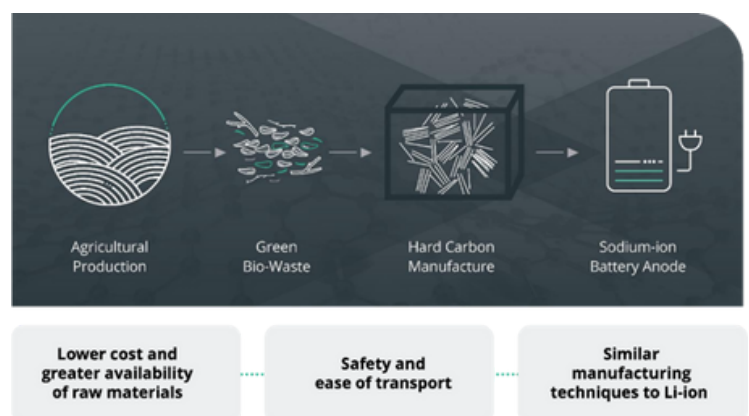 Agricultural
Production
Green
Bio-Waste
Hard Carbon
Manufacture
Sodium-ion
Battery Anode
Lower cost and
greater availability
of raw materials
Safety and
ease of transport
Similar
manufacturing
techniques to Li-ion